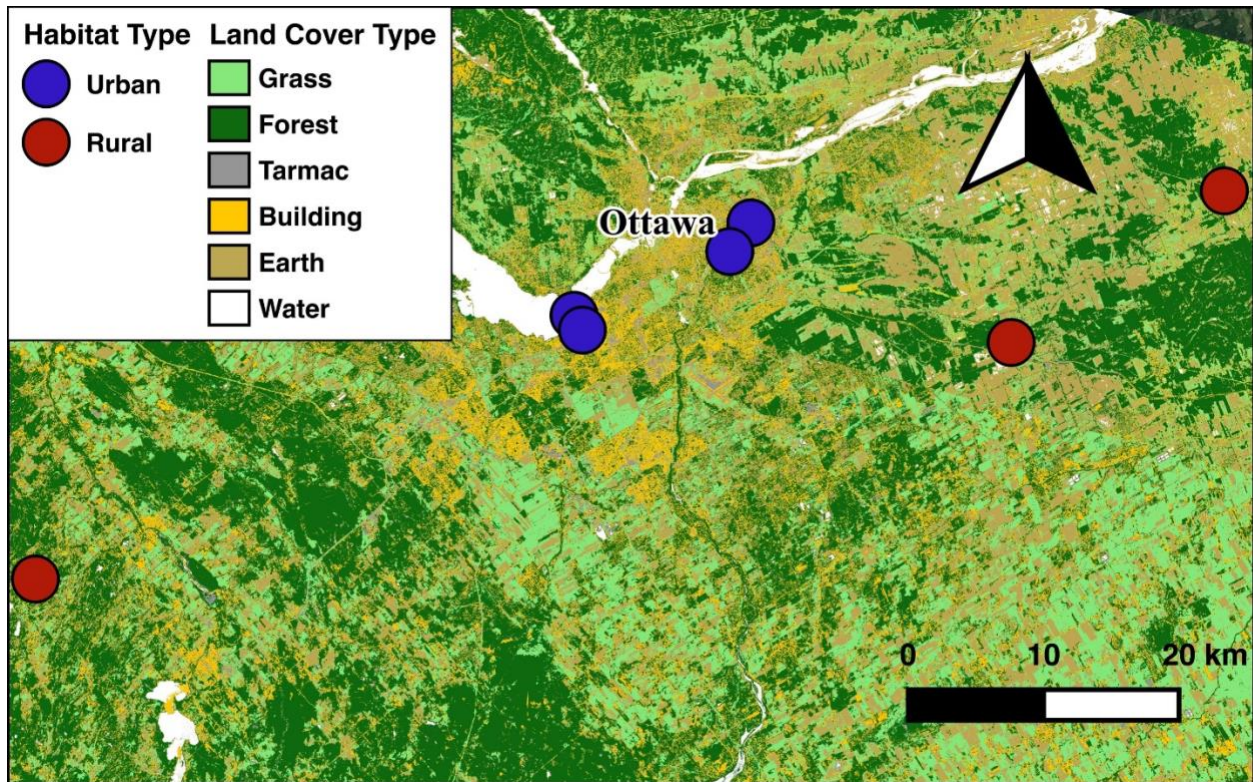 Habitat Type
Urban
Rural
Land Cover Type
Grass
Forest
Tarmac
Building
Earth
Water
Ottawa
0 10 20 km